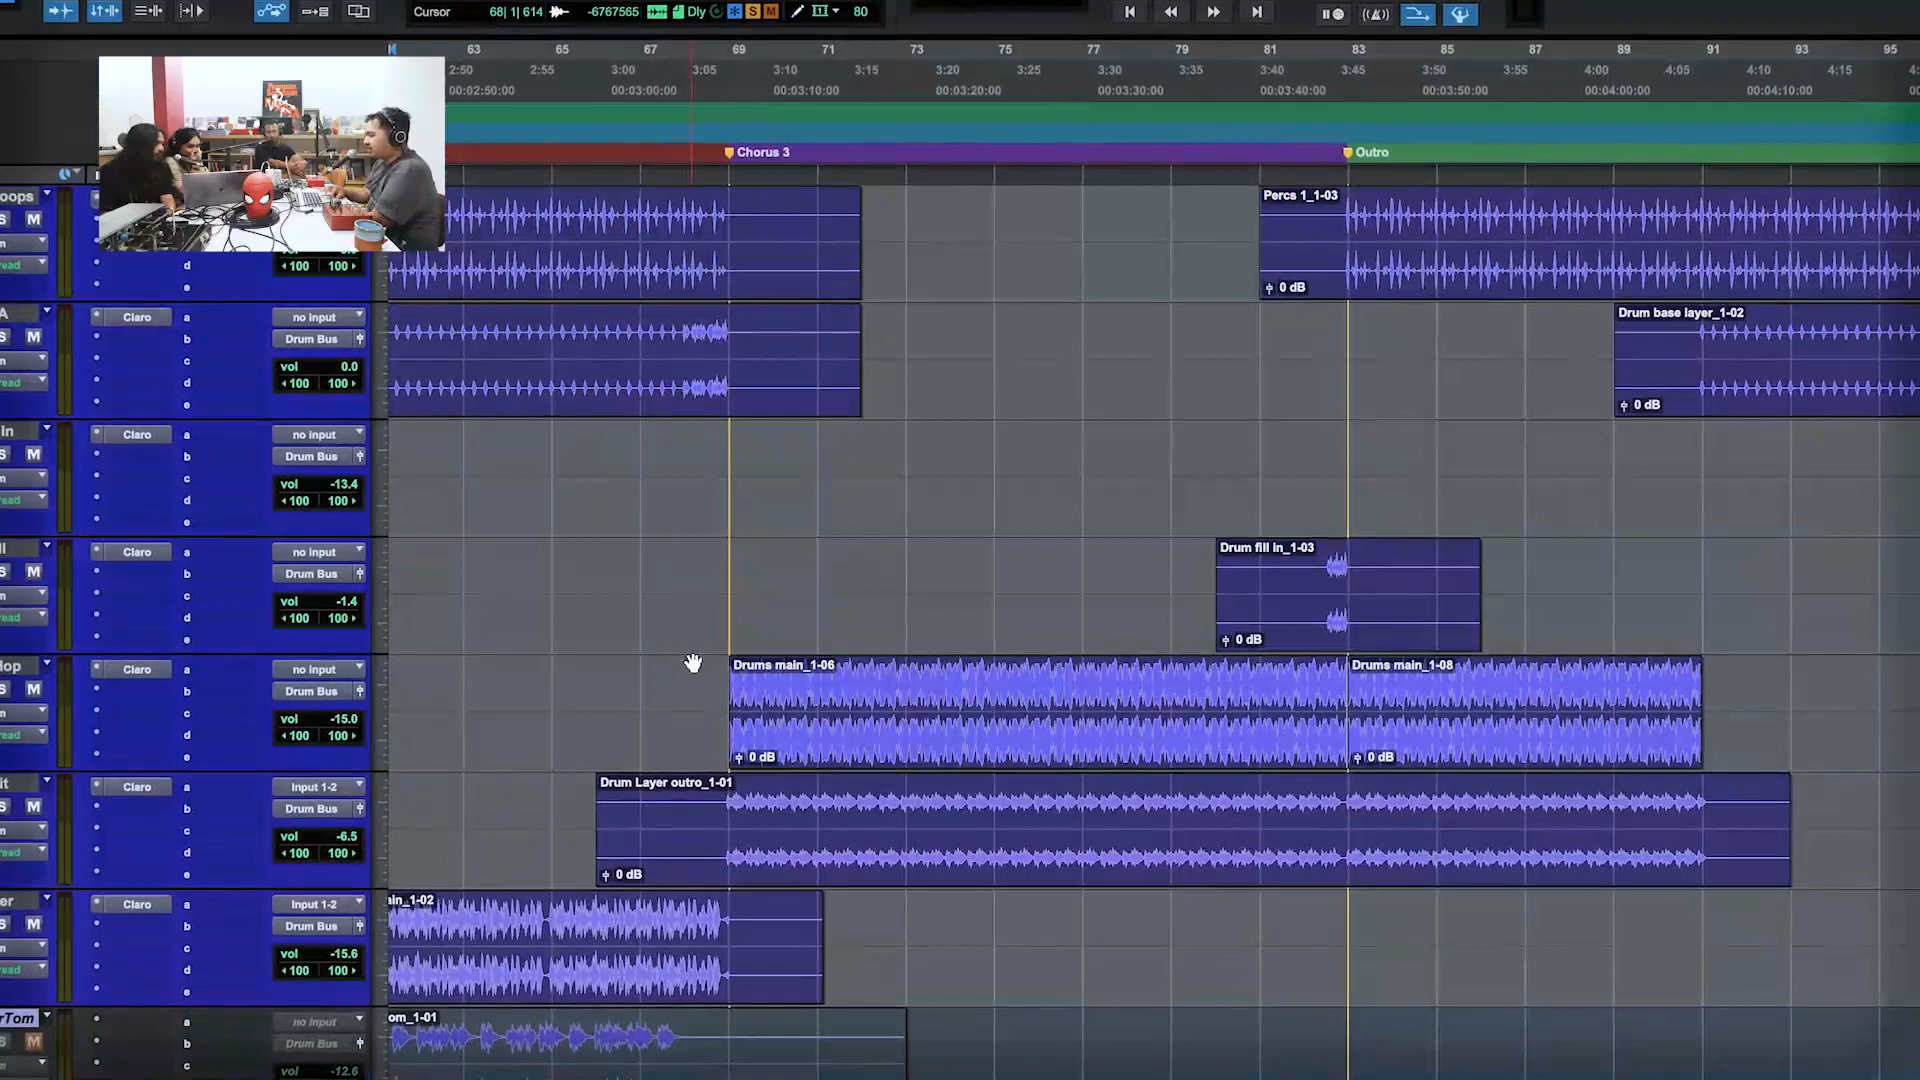 Cursor 68| 1| 614 -6767565 Dly S M 80
63 65 67 69 71 73 75 77 79 81 83 85 87 89 91 93 95
2:50 2:55 3:00 3:05 3:10 3:15 3:20 3:25 3:30 3:35 3:40 3:45 3:50 3:55 4:00 4:05 4:10 4:15
00:02:50:00 00:03:00:00 00:03:10:00 00:03:20:00 00:03:30:00 00:03:40:00 00:03:50:00 00:04:00:00 00:04:10:00
Chorus 3 Outro
oops Percs 1_1-03
S M
d 100 100
ead
e 0 dB
A Claro a no input Drum base layer_1-02
S M b Drum Bus
c vol 0.0
ead d 100 100
e 0 dB
In Claro a no input
S M b Drum Bus
c vol -13.4
ead d 100 100
e
ll Claro a no input Drum fill in_1-03
S M b Drum Bus
c vol -1.4
ead d 100 100
e 0 dB
Hop Claro a no input Drums main_1-06 Drums main_1-08
S M b Drum Bus
c vol -15.0
ead d 100 100
e 0 dB 0 dB
it Claro a Input 1-2 Drum Layer outro_1-01
S M b Drum Bus
c vol -6.5
ead d 100 100
e 0 dB
er Claro a Input 1-2 ain_1-02
S M b Drum Bus
c vol -15.6
ead d 100 100
e
rTom a no input om_1-01
S M b Drum Bus
c vol -12.6